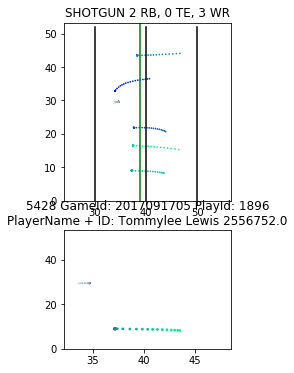 SHOTGUN 2 RB, 0 TE, 3 WR
50
40
30
20
10
0
30 40 50
5428 GameId: 2017091705 PlayId: 1896
PlayerName + ID: Tommylee Lewis 2556752.0
40
20
0
35 40 45